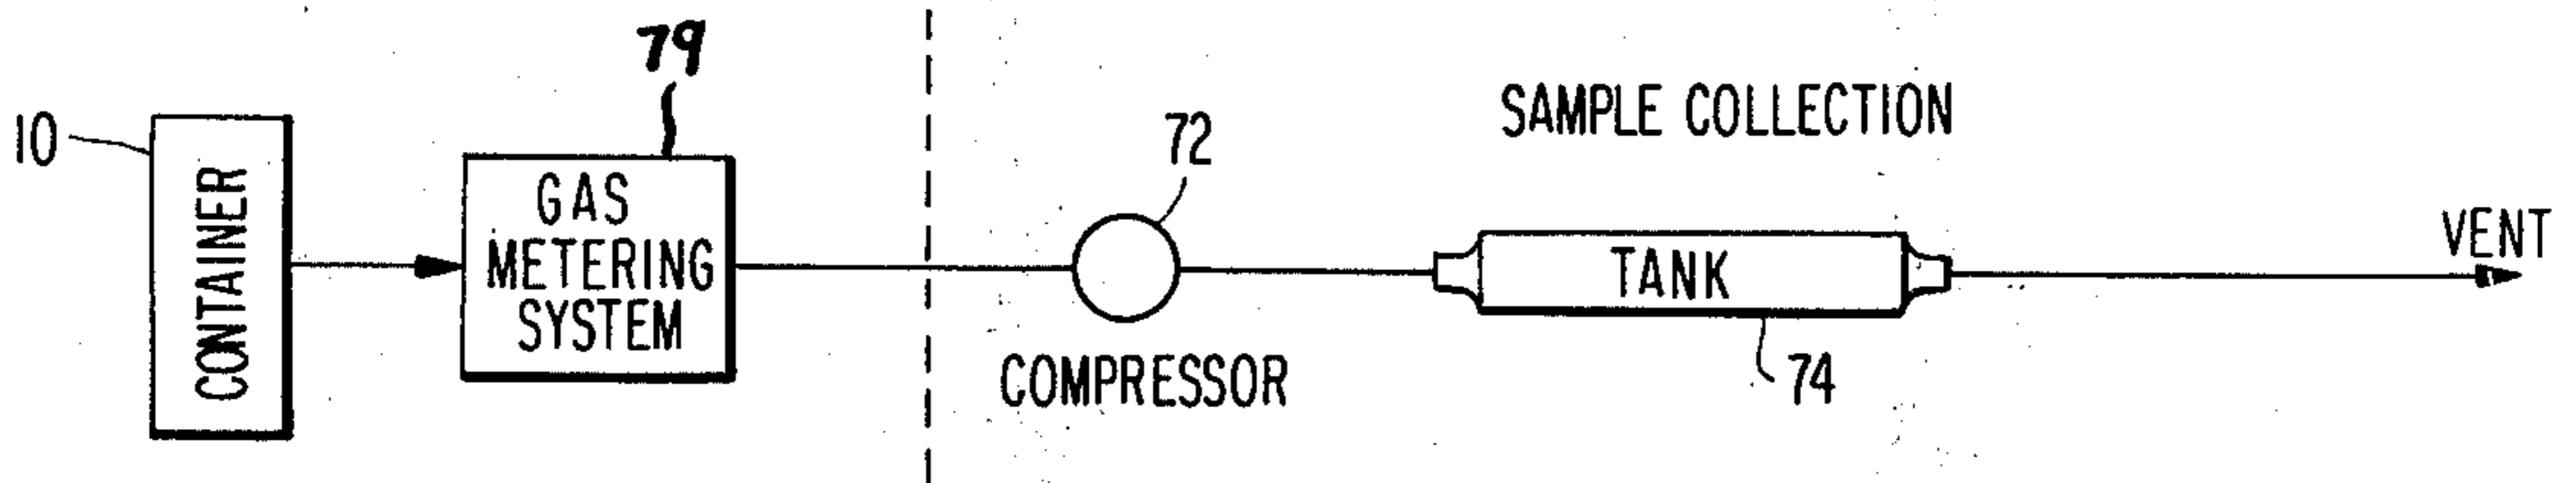 79
10
CONTAINER
GAS
METERING
SYSTEM
72
COMPRESSOR
SAMPLE COLLECTION
TANK
74
VENT